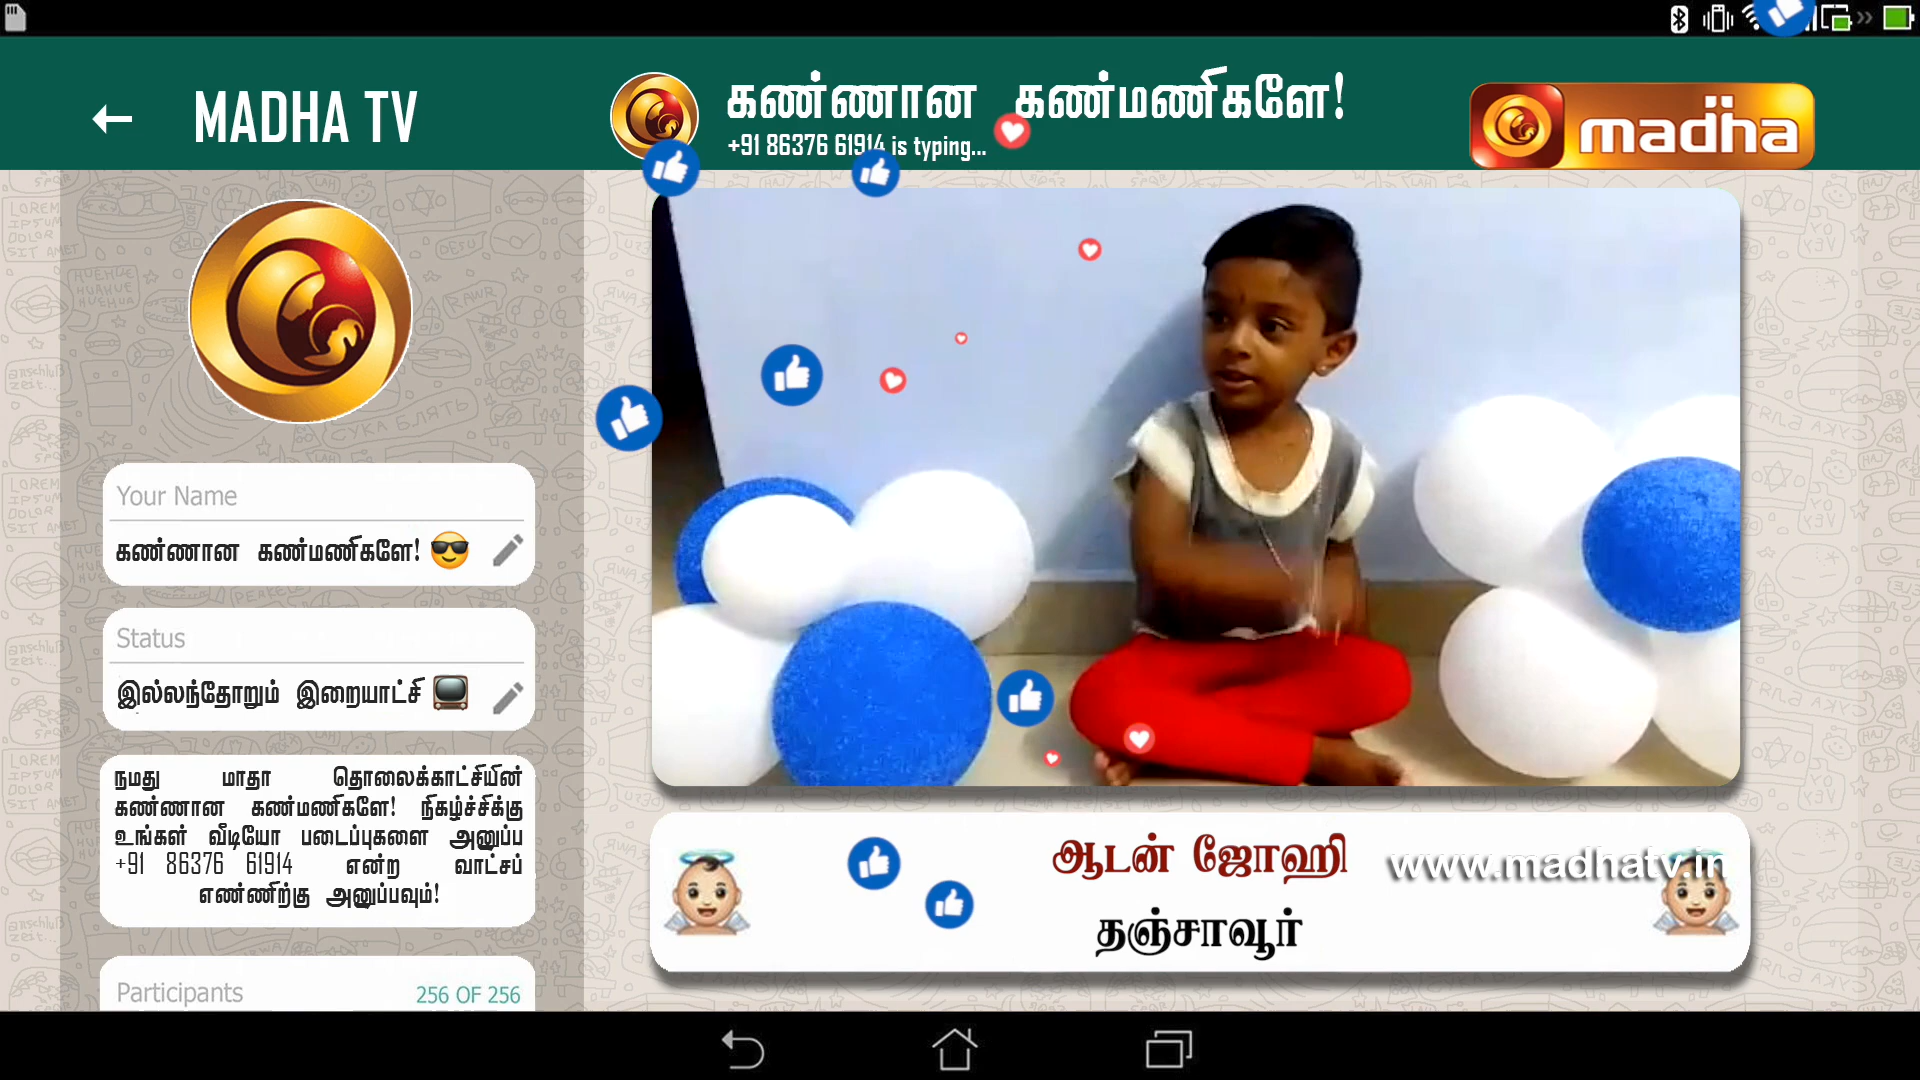 MADHA TV
கண்ணான கண்மணிகளே!
+91 86376 61914 is typing...
madha
Your Name
கண்ணான கண்மணிகளே!
Status
இல்லந்தோறும் இறையாட்சி
நமது மாதா தொலைக்காட்சியின்
கண்ணான கண்மணிகளே! நிகழ்ச்சிக்கு
உங்கள் வீடியோ படைப்புகளை அனுப்ப
+91 86376 61914 என்ற வாட்சப்
எண்ணிற்கு அனுப்பவும்!
Participants 256 OF 256
ஆடன் ஜோஹி
www.madhatv.in
தஞ்சாவூர்